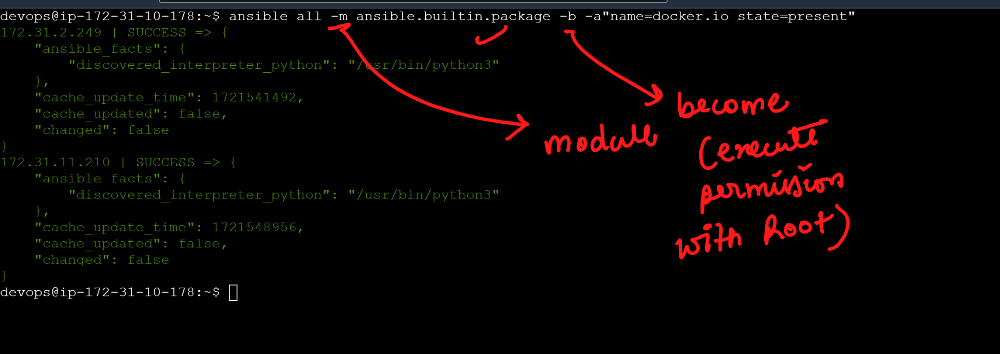 devops@ip-172-31-10-178:~$ ansible all -m ansible.builtin.package -b -a"name=docker.io state=present"
172.31.2.249 | SUCCESS => {
    "ansible_facts": {
        "discovered_interpreter_python": "/usr/bin/python3"
    },
    "cache_update_time": 1721541492,
    "cache_updated": false,
    "changed": false
}
172.31.11.210 | SUCCESS => {
    "ansible_facts": {
        "discovered_interpreter_python": "/usr/bin/python3"
    },
    "cache_update_time": 1721548956,
    "cache_updated": false,
    "changed": false
}
devops@ip-172-31-10-178:~$
module
become
(execute
permission
with Root)